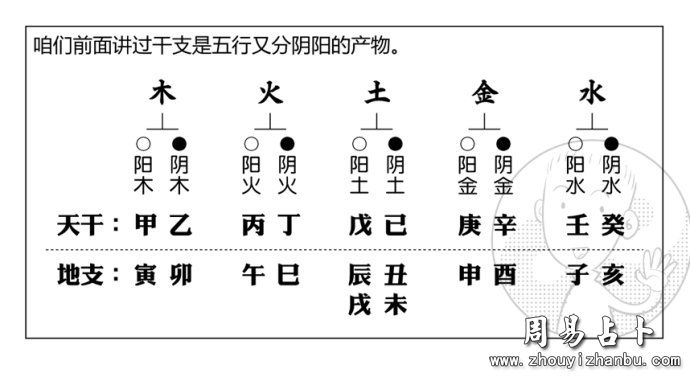 咱们前面讲过干支是五行又分阴阳的产物。
木 火 土 金 水
阳木 阴木 阳火 阴火 阳土 阴土 阳金 阴金 阳水 阴水
天干：甲 乙 丙 丁 戊 己 庚 辛 壬 癸
地支：寅 卯 午 巳 辰 丑 申 酉 子 亥
戌 未
周易占卜
www.zhouyizhanbu.com